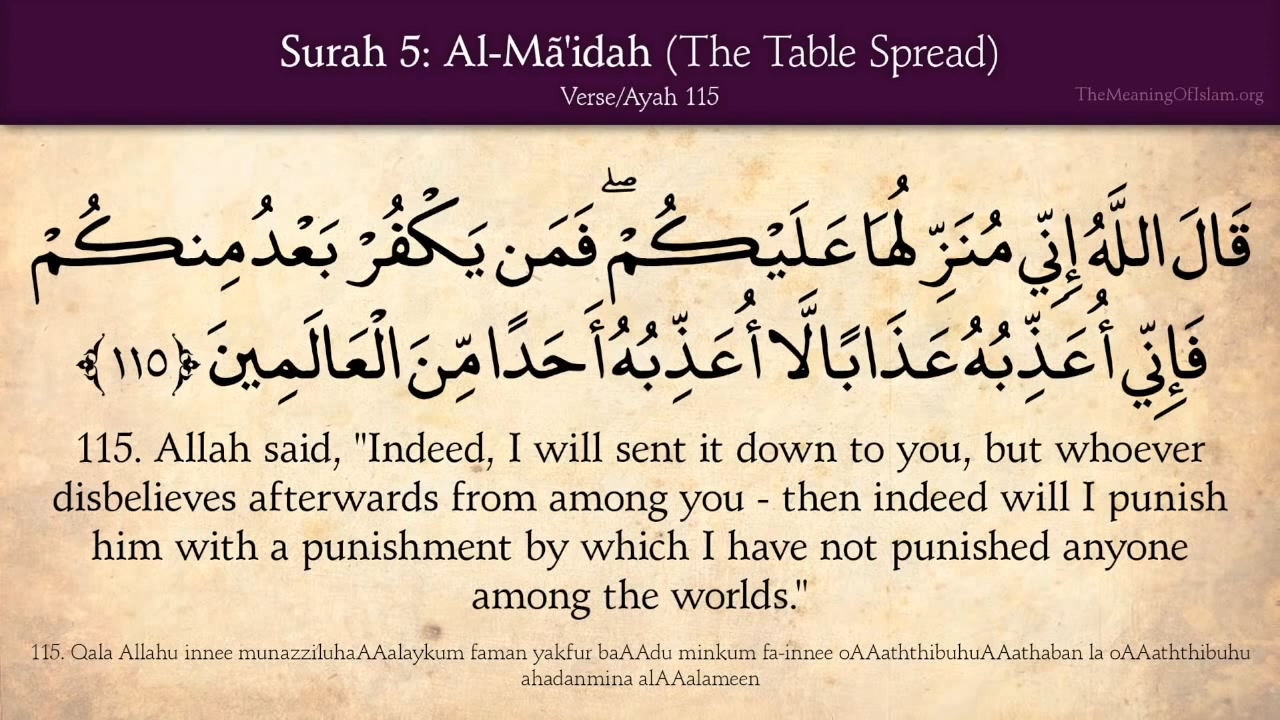 Surah 5: Al-Mã'idah (The Table Spread)
Verse/Ayah 115
TheMeaningOfIslam.org
قَالَ اللَّهُ إِنِّي مُنَزِّلُهَا عَلَيْكُمْ ۖ فَمَن يَكْفُرْ بَعْدُ مِنكُمْ
فَإِنِّي أُعَذِّبُهُ عَذَابًا لَّا أُعَذِّبُهُ أَحَدًا مِّنَ الْعَالَمِينَ ﴿١١٥﴾
115. Allah said, "Indeed, I will sent it down to you, but whoever
disbelieves afterwards from among you - then indeed will I punish
him with a punishment by which I have not punished anyone
among the worlds."
115. Qala Allahu innee munazziluhaAAalaykum faman yakfur baAAdu minkum fa-innee oAAaththibuhuAAathaban la oAAaththibuhu
ahadanmina alAAalameen